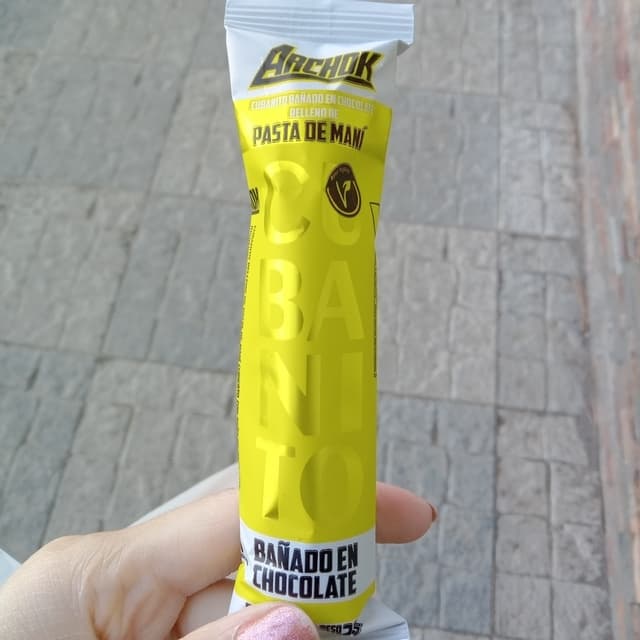 ARCHOK
CUBANITO BAÑADO EN CHOCOLATE
RELLENO DE
PASTA DE MANÍ
CU
BA
NI
TO
BAÑADO EN
CHOCOLATE